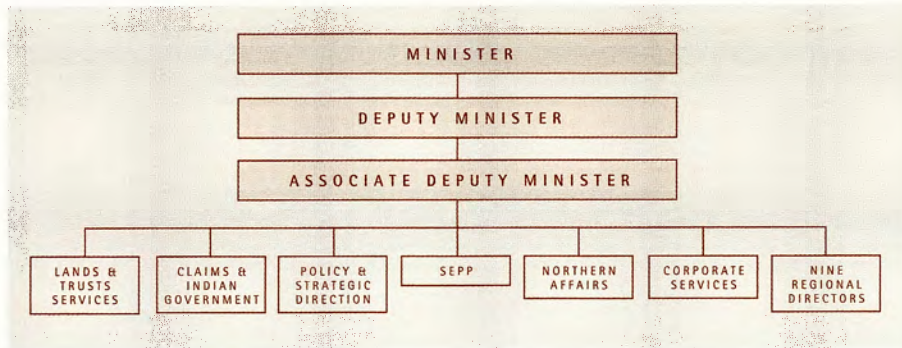 MINISTER
DEPUTY MINISTER
ASSOCIATE DEPUTY MINISTER
LANDS &
TRUSTS
SERVICES
CLAIMS &
INDIAN
GOVERNMENT
POLICY &
STRATEGIC
DIRECTION
SEPP
NORTHERN
AFFAIRS
CORPORATE
SERVICES
NINE
REGIONAL
DIRECTORS